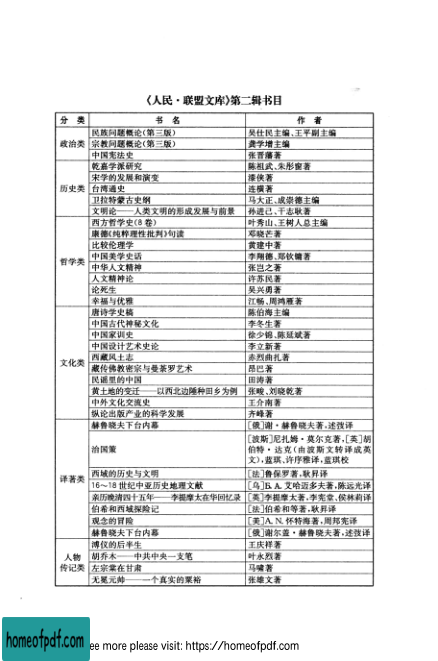 《人民·联盟文库》第二辑书目
分 类 书 名 作 者
政治类
民族问题概论(第三版) 吴仕民主编、王平副主编
宗教问题概论(第三版) 龚学增主编
中国宪法史 张晋藩著
历史类
乾嘉学派研究 陈祖武、朱彤窗著
宋学的发展和演变 漆侠著
台湾通史 连横著
卫拉特蒙古史纲 马大正、成崇德主编
文明论——人类文明的形成发展与前景 孙进己、干志耿著
哲学类
西方哲学史(8卷) 叶秀山、王树人总主编
康德《纯粹理性批判》句读 邓晓芒著
比较伦理学 黄建中著
中国美学史话 李翔德、郑钦镛著
中华人文精神 张岂之著
人文精神论 许苏民著
论死生 吴兴勇著
幸福与优雅 江畅、周鸿雁著
文化类
唐诗学史稿 陈伯海主编
中国古代神秘文化 李冬生著
中国家训史 徐少锦、陈延斌著
中国设计艺术史论 李立新著
西藏风土志 赤烈曲扎著
藏传佛教密宗与曼荼罗艺术 昂巴著
民谣里的中国 田涛著
黄土地的变迁——以西北边陲种田乡为例 张畯、刘晓乾著
中外文化交流史 王介南著
纵论出版产业的科学发展 齐峰著
译著类
赫鲁晓夫下台内幕 [俄]谢·赫鲁晓夫著,述弢译
治国策 [波斯]尼扎姆·莫尔克著,[英]胡
伯特·达克(由波斯文转译成英
文),蓝琪、许序雅译,蓝琪校
西域的历史与文明 [法]鲁保罗著,耿昇译
16～18世纪中亚历史地理文献 [乌]Б.А.艾哈迈多夫著,陈远光译
亲历晚清四十五年——李提摩太在华回忆录 [英]李提摩太著,李宪堂、侯林莉译
伯希和西域探险记 [法]伯希和等著,耿昇译
观念的冒险 [美]A.N.怀特海著,周邦宪译
赫鲁晓夫下台内幕 [俄]谢尔盖·赫鲁晓夫著,述弢译
人物
传记类
溥仪的后半生 王庆祥著
胡乔木——中共中央一支笔 叶永烈著
左宗棠在甘肃 马啸著
无冕元帅——一个真实的粟裕 张雄文著
homeofpdf.com
ee more please visit: https://homeofpdf.com